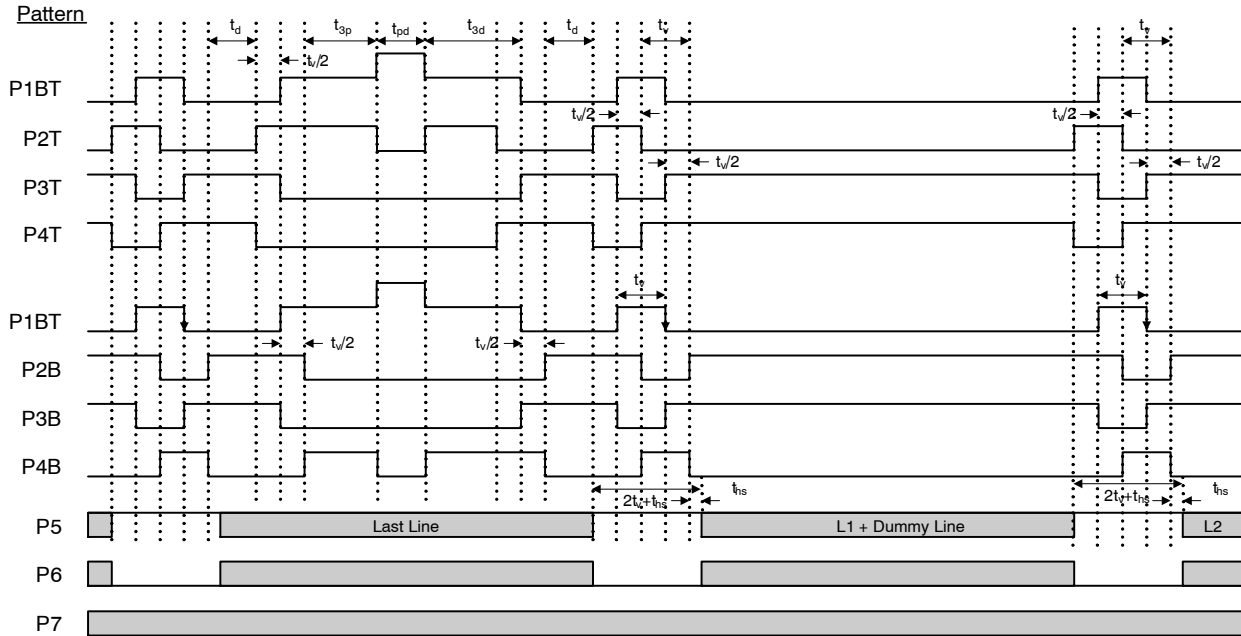 Pattern
t_d t_3p t_pd t_3d t_d t_v t_v
t_v/2
P1BT
t_v/2 t_v/2
P2T
t_v/2 t_v/2
P3T
P4T
t_v t_v
P1BT
t_v/2 t_v/2
P2B
P3B
P4B
t_hs t_hs
2t_v+t_hs 2t_v+t_hs
P5 Last Line L1 + Dummy Line L2
P6
P7